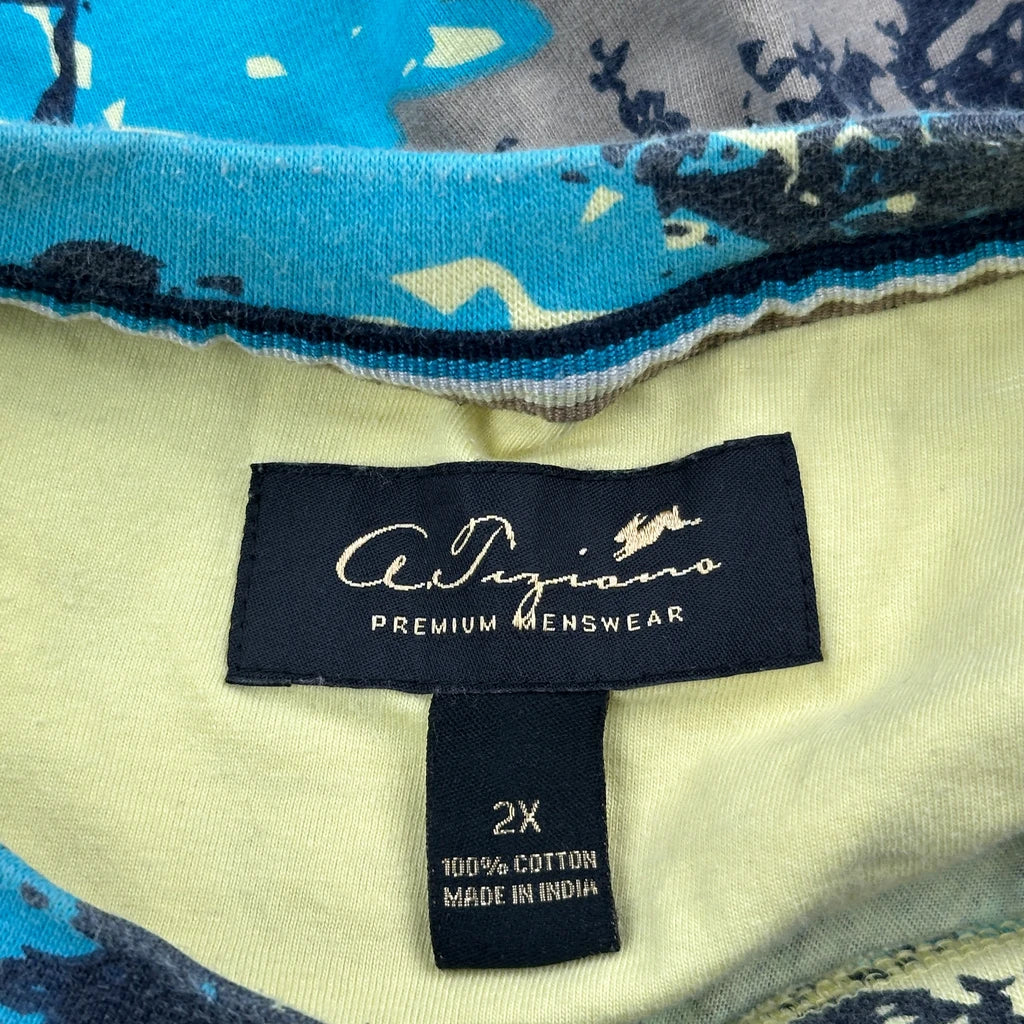 A. Tiziano
PREMIUM MENSWEAR
2X
100% COTTON
MADE IN INDIA